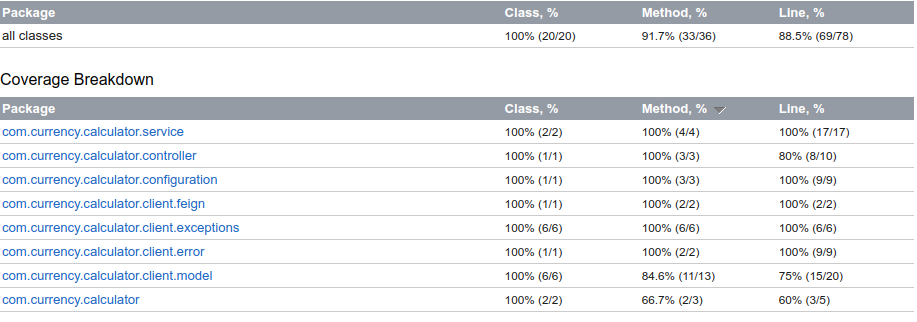 Package Class, % Method, % Line, %
all classes 100% (20/20) 91.7% (33/36) 88.5% (69/78)
Coverage Breakdown
Package Class, % Method, % Line, %
com.currency.calculator.service 100% (2/2) 100% (4/4) 100% (17/17)
com.currency.calculator.controller 100% (1/1) 100% (3/3) 80% (8/10)
com.currency.calculator.configuration 100% (1/1) 100% (3/3) 100% (9/9)
com.currency.calculator.client.feign 100% (1/1) 100% (2/2) 100% (2/2)
com.currency.calculator.client.exceptions 100% (6/6) 100% (6/6) 100% (6/6)
com.currency.calculator.client.error 100% (1/1) 100% (2/2) 100% (9/9)
com.currency.calculator.client.model 100% (6/6) 84.6% (11/13) 75% (15/20)
com.currency.calculator 100% (2/2) 66.7% (2/3) 60% (3/5)